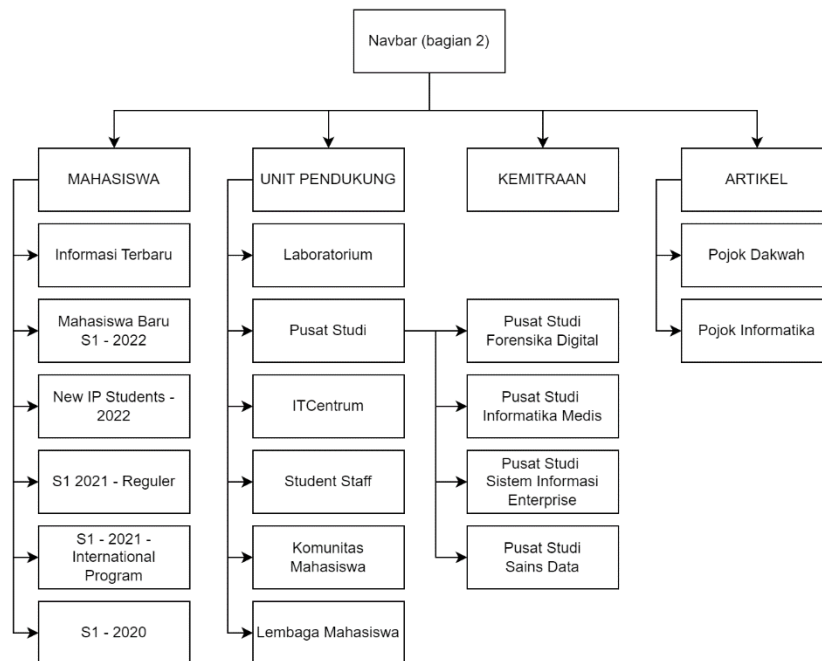 Navbar (bagian 2)
MAHASISWA
UNIT PENDUKUNG
KEMITRAAN
ARTIKEL
Informasi Terbaru
Laboratorium
Pojok Dakwah
Mahasiswa Baru
S1 - 2022
Pusat Studi
Pusat Studi
Forensika Digital
Pojok Informatika
New IP Students -
2022
ITCentrum
Pusat Studi
Informatika Medis
S1 2021 - Reguler
Student Staff
Pusat Studi
Sistem Informasi
Enterprise
S1 - 2021 -
International
Program
Komunitas
Mahasiswa
Pusat Studi
Sains Data
S1 - 2020
Lembaga Mahasiswa